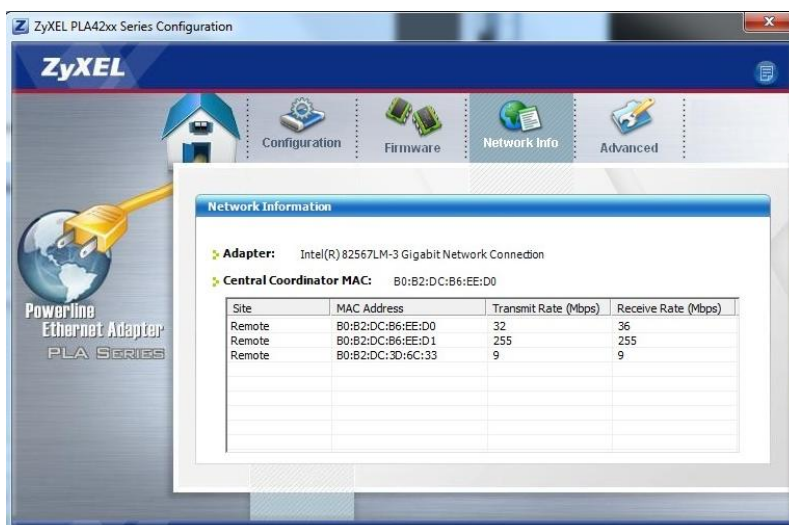 ZyXEL PLA42xx Series Configuration
ZyXEL
Configuration
Firmware
Network Info
Advanced
Network Information
Adapter: Intel(R) 82567LM-3 Gigabit Network Connection
Central Coordinator MAC: B0:B2:DC:B6:EE:D0
Site MAC Address Transmit Rate (Mbps) Receive Rate (Mbps)
Remote B0:B2:DC:B6:EE:D0 32 36
Remote B0:B2:DC:B6:EE:D1 255 255
Remote B0:B2:DC:3D:6C:33 9 9
Powerline
Ethernet Adapter
PLA SERIES